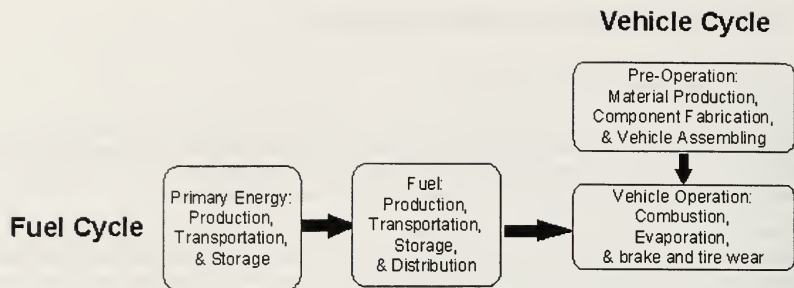 Vehicle Cycle
Pre-Operation:
Material Production,
Component Fabrication,
& Vehicle Assembling
Fuel Cycle
Primary Energy:
Production,
Transportation,
& Storage
Fuel:
Production,
Transportation,
Storage,
& Distribution
Vehicle Operation:
Combustion,
Evaporation,
& brake and tire wear